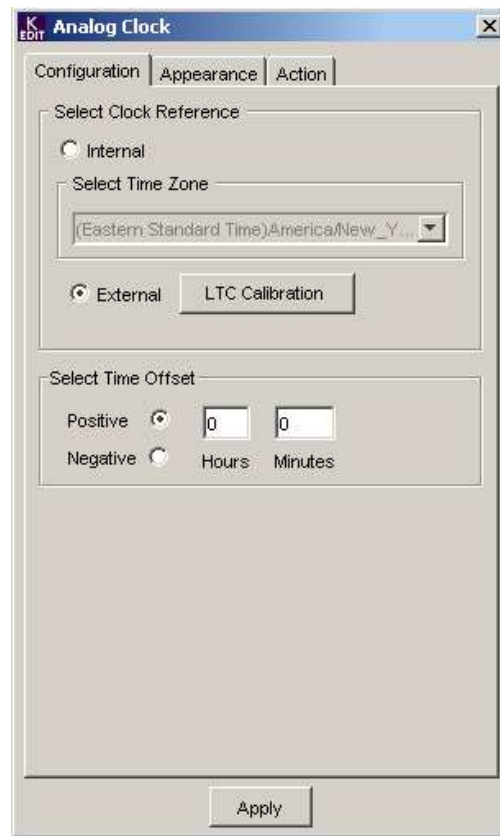 K EDIT Analog Clock
Configuration Appearance Action
Select Clock Reference
Internal
Select Time Zone
(Eastern Standard Time)America/New_Y...
External LTC Calibration
Select Time Offset
Positive 0 0
Negative Hours Minutes
Apply